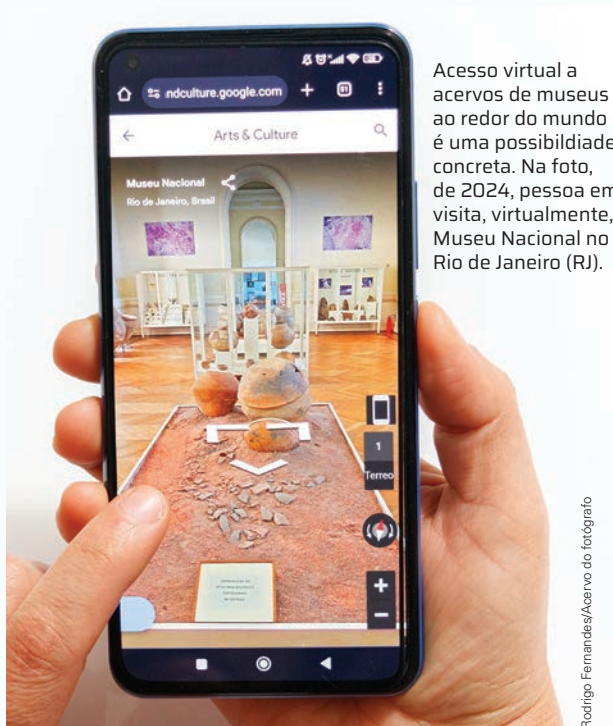 ndculture.google.com
Arts & Culture
Museu Nacional
Rio de Janeiro, Brasil
1
Terreo
+
−
Acesso virtual a
acervos de museus
ao redor do mundo
é uma possibildiade
concreta. Na foto,
de 2024, pessoa em
visita, virtualmente,
Museu Nacional no
Rio de Janeiro (RJ).
Rodrigo Fernandes/Acervo do fotógrafo